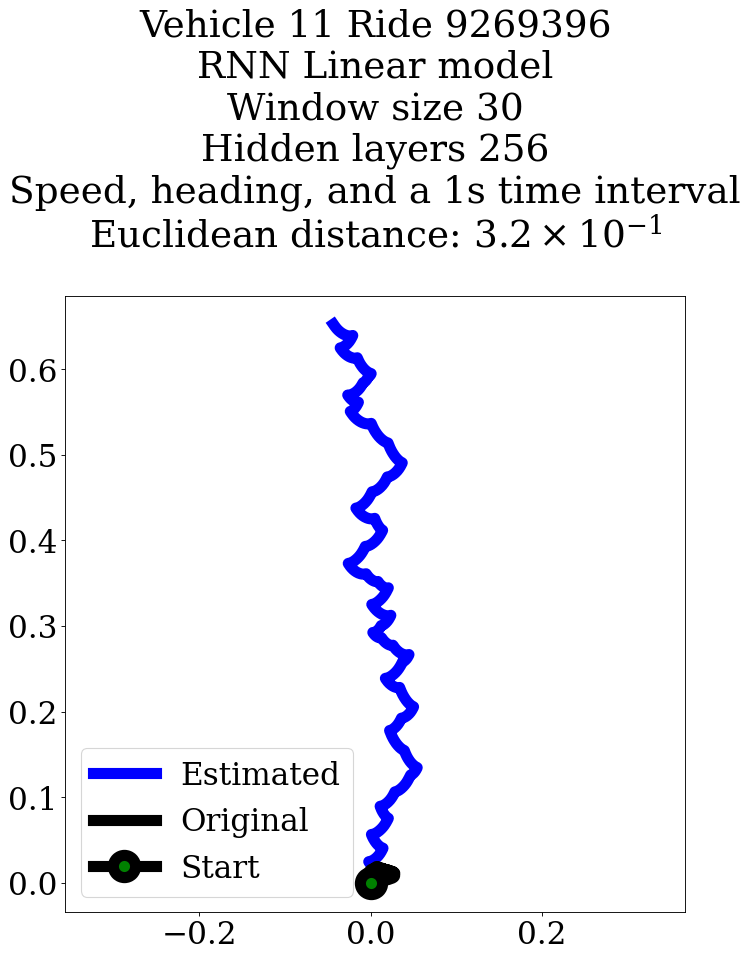 Vehicle 11 Ride 9269396
RNN Linear model
Window size 30
Hidden layers 256
Speed, heading, and a 1s time interval
Euclidean distance: 3.2 × 10⁻¹
0.6
0.5
0.4
0.3
0.2
0.1
0.0
Estimated
Original
Start
−0.2
0.0
0.2